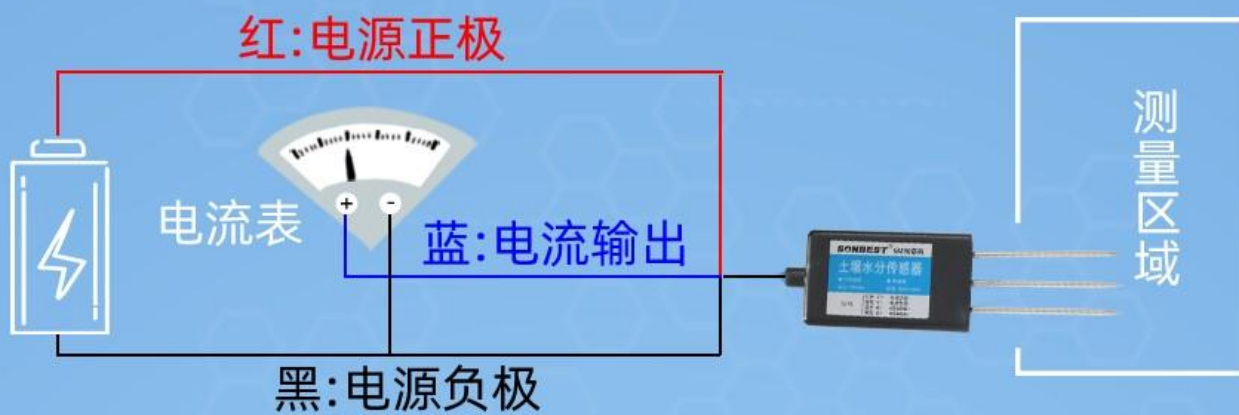 红:电源正极
电流表
+ -
蓝:电流输出
SONBEST
土壤水分传感器
测量区域
黑:电源负极